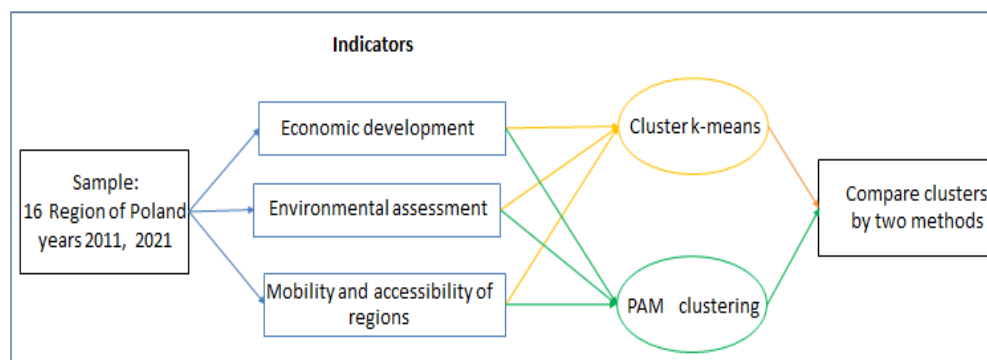 Indicators
Sample:
16 Region of Poland
years 2011, 2021
Economic development
Environmental assessment
Mobility and accessibility of
regions
Cluster k-means
PAM clustering
Compare clusters
by two methods